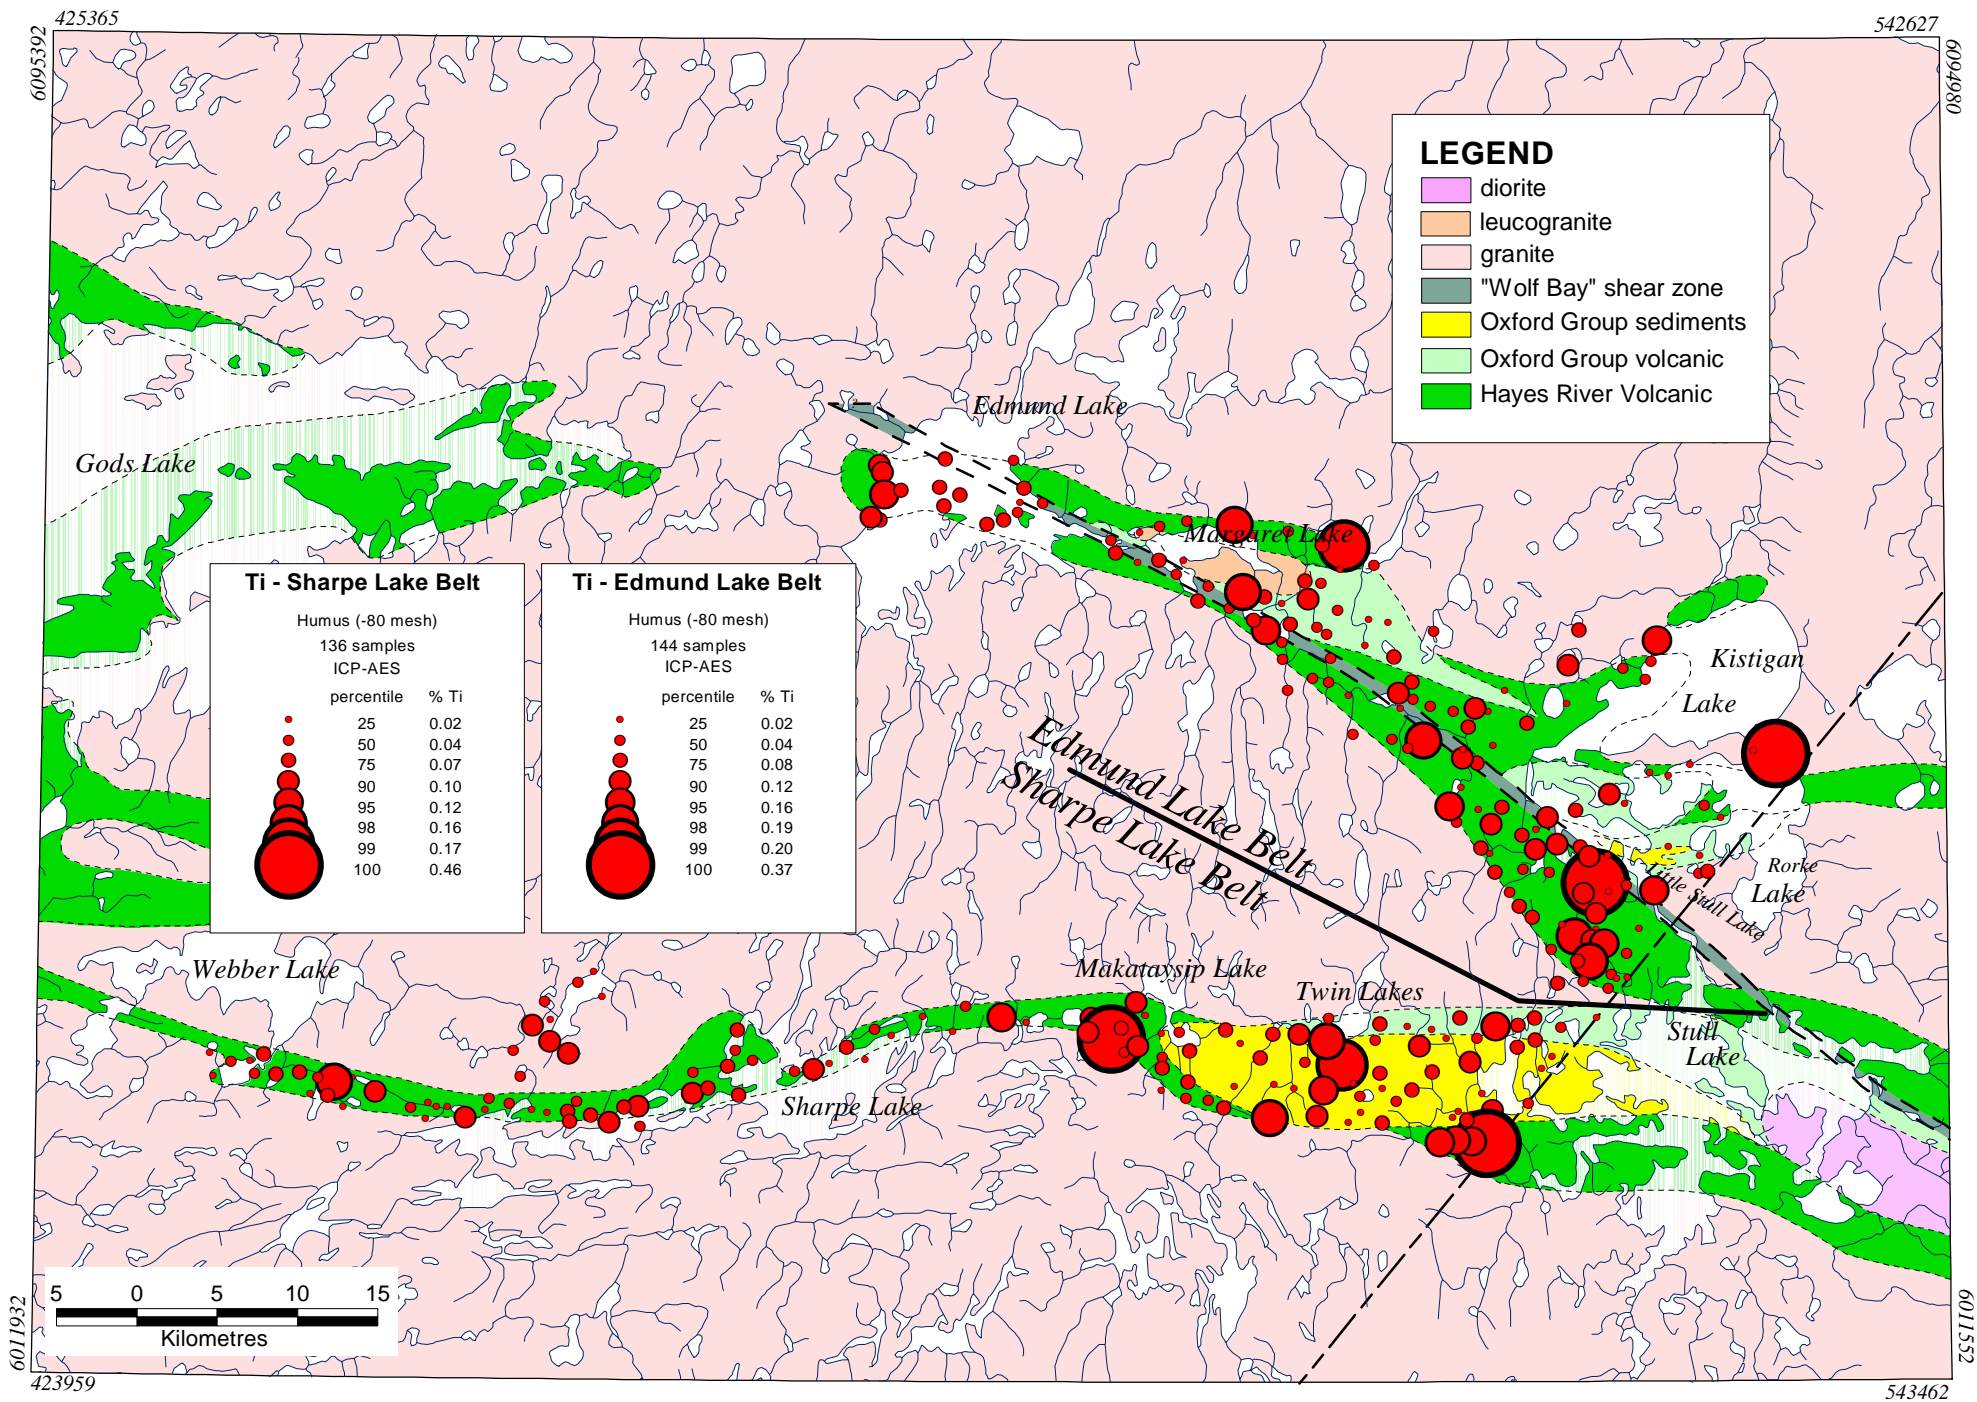 425365
542627
6095392
6094980
LEGEND
diorite
leucogranite
granite
"Wolf Bay" shear zone
Oxford Group sediments
Oxford Group volcanic
Hayes River Volcanic
Edmund Lake
Gods Lake
Margaret Lake
Ti - Sharpe Lake Belt
Humus (-80 mesh)
136 samples
ICP-AES
percentile % Ti
25 0.02
50 0.04
75 0.07
90 0.10
95 0.12
98 0.16
99 0.17
100 0.46
Ti - Edmund Lake Belt
Humus (-80 mesh)
144 samples
ICP-AES
percentile % Ti
25 0.02
50 0.04
75 0.08
90 0.12
95 0.16
98 0.19
99 0.20
100 0.37
Kistigan
Lake
Edmund Lake Belt
Sharpe Lake Belt
Rorke
Lake
Little Stull Lake
Webber Lake
Makataysip Lake
Twin Lakes
Stull
Lake
Sharpe Lake
5 0 5 10 15
Kilometres
6011932
6011552
423959
543462